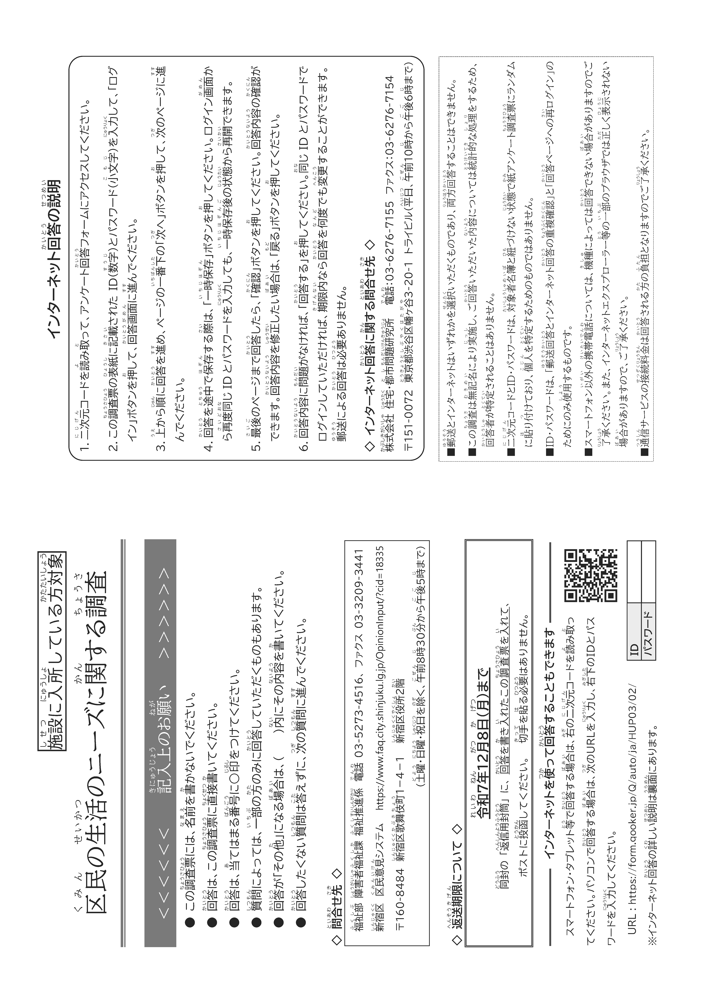 施設に入所している方対象
区民の生活のニーズに関する調査
＜＜＜＜＜＜ 記入上のお願い ＞＞＞＞＞＞
● この調査票には、名前を書かないでください。
● 回答は、この調査票に直接書いてください。
● 回答は、当てはまる番号に○印をつけてください。
● 質問によっては、一部の方のみに回答していただくものもあります。
● 回答が「その他」になる場合は、（　　）内にその内容を書いてください。
● 回答したくない質問は答えずに、次の質問に進んでください。
◇ 問合せ先 ◇
福祉部 障害者福祉課 福祉推進係 電話 03-5273-4516、ファクス 03-3209-3441
新宿区 区民意見システム https://www.faq.city.shinjuku.lg.jp/OpinionInput/?cid=18335
〒160-8484 新宿区歌舞伎町1－4－1 新宿区役所2階
（土曜・日曜・祝日を除く、午前8時30分から午後5時まで）
◇ 返送期限について ◇
令和7年12月8日（月）まで
同封の「返信用封筒」に、回答を書き入れたこの調査票を入れて、
ポストに投函してください。 切手を貼る必要はありません。
インターネットを使って回答することもできます
スマートフォン・タブレット等で回答する場合は、右の二次元コードを読み取っ
てください。パソコンで回答する場合は、次のURLを入力し、右下のIDとパス
ワードを入力してください。
URL：https://form.qooker.jp/Q/auto/ja/HUP03/02/
※インターネット回答の詳しい説明は裏面にあります。
ID
パスワード
インターネット回答の説明
1. 二次元コードを読み取って、アンケート回答フォームにアクセスしてください。
2. この調査票の表紙に記載された ID（数字）とパスワード（小文字）を入力して、「ログ
イン」ボタンを押して、回答画面に進んでください。
3. 上から順に回答を進め、ページの一番下の「次へ」ボタンを押して、次のページに進
んでください。
4. 回答を途中で保存する際は、「一時保存」ボタンを押してください。ログイン画面か
ら再度同じ ID とパスワードを入力しても、一時保存後の状態から再開できます。
5. 最後のページまで回答したら、「確認」ボタンを押してください。回答内容の確認が
できます。回答内容を修正したい場合は、「戻る」ボタンを押してください。
6. 回答内容に問題がなければ、「回答する」を押してください。同じ ID とパスワードで
ログインしていただければ、期限内なら回答を何度でも変更することができます。
郵送による回答は必要ありません。
◇ インターネット回答に関する問合せ先 ◇
株式会社 住宅・都市問題研究所 電話：03-6276-7155 ファクス：03-6276-7154
〒151-0072 東京都渋谷区幡ヶ谷3-20-1 トライビル（平日、午前10時から午後6時まで）
■郵送とインターネットはいずれかを選択いただくものであり、両方回答することはできません。
■この調査は無記名により実施し、ご回答いただいた内容については統計的な処理をするため、
回答者が特定されることはありません。
■二次元コードとID・パスワードは、対象者名簿と紐づけない状態で紙アンケート調査票にランダム
に貼り付けており、個人を特定するためのものではありません。
■ID・パスワードは、「郵送回答とインターネット回答の重複確認」と「回答ページへの再ログイン」の
ためにのみ使用するものです。
■スマートフォン以外の携帯電話については、機種によっては回答できない場合がありますのでご
了承ください。また、インターネットエクスプローラー等の一部のブラウザでは正しく表示されない
場合がありますので、ご了承ください。
■通信サービスの接続料金は回答される方の負担となりますのでご了承ください。